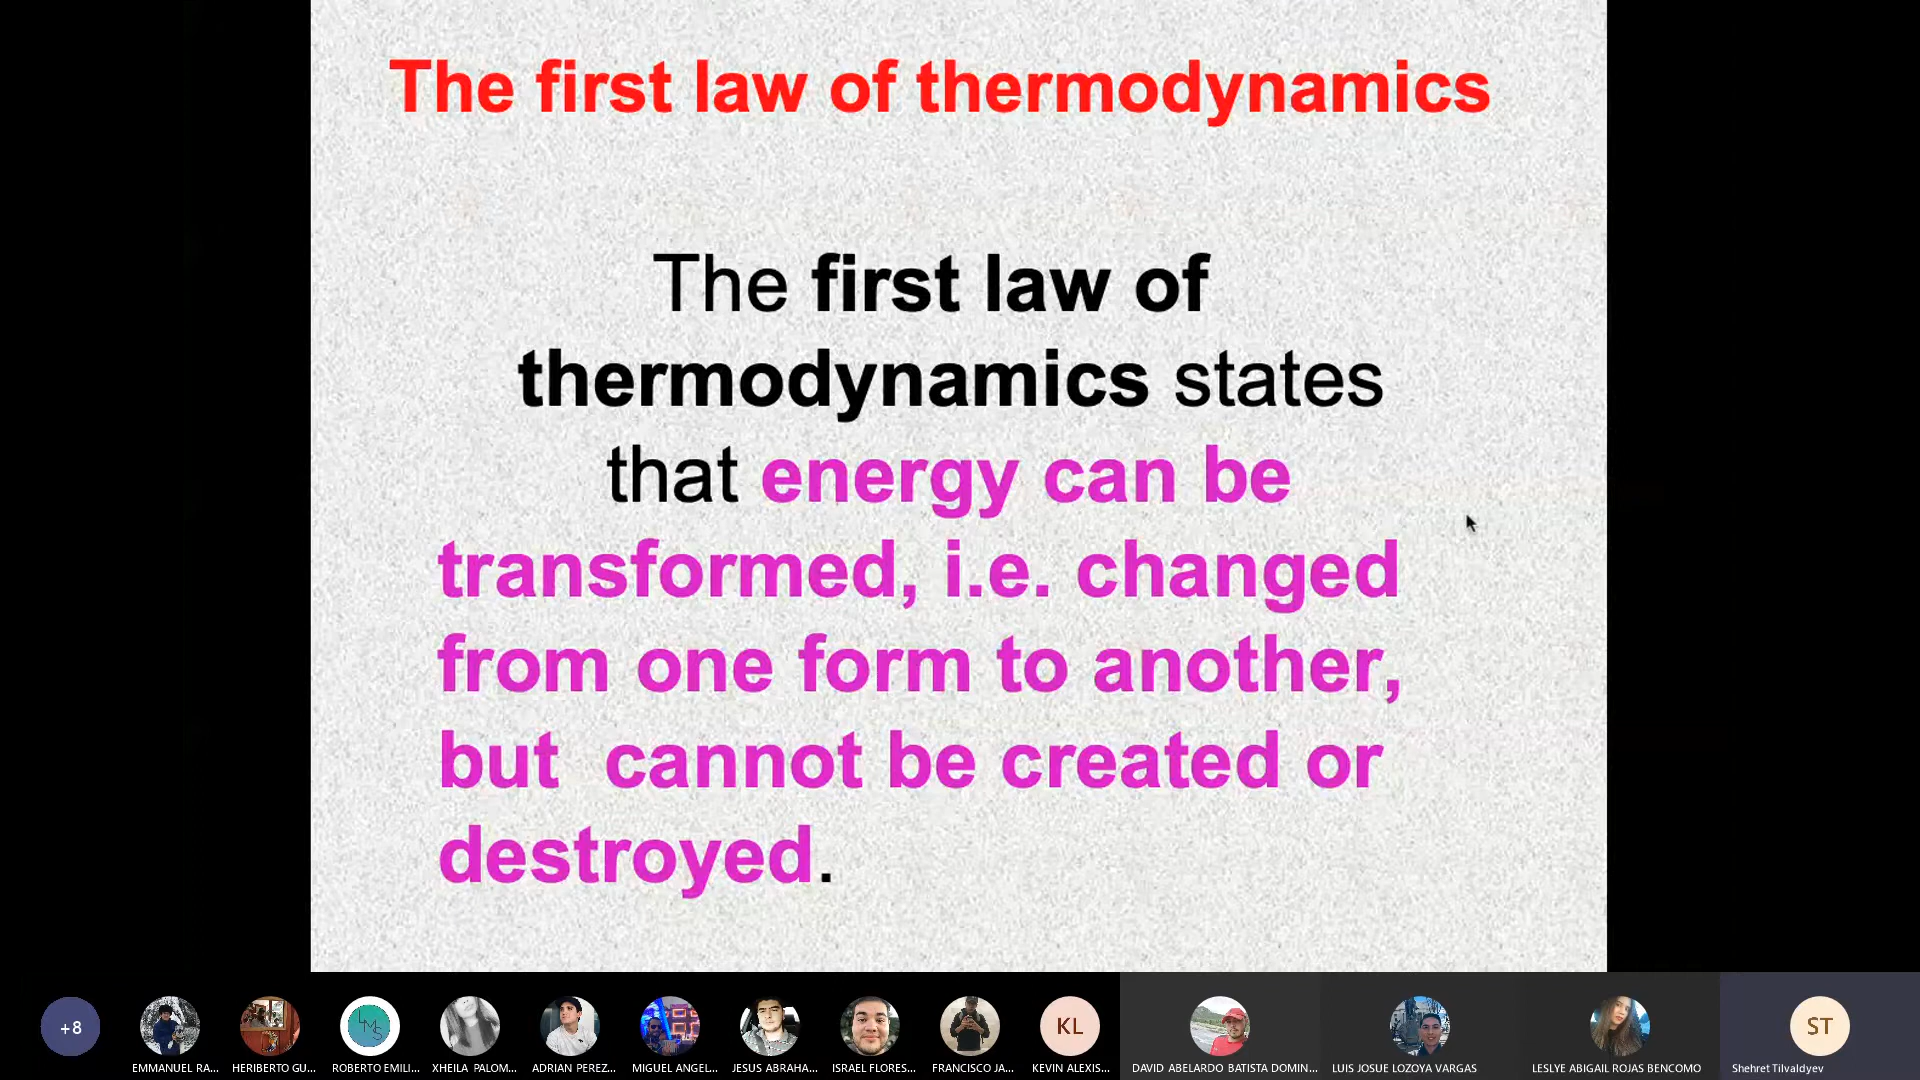 The first law of thermodynamics
The first law of
thermodynamics states
that energy can be
transformed, i.e. changed
from one form to another,
but cannot be created or
destroyed.
+8
LMS
KL
ST
EMMANUEL RA...
HERIBERTO GU...
ROBERTO EMILI...
XHEILA PALOM...
ADRIAN PEREZ...
MIGUEL ANGEL...
JESUS ABRAHA...
ISRAEL FLORES...
FRANCISCO JA...
KEVIN ALEXIS...
DAVID ABELARDO BATISTA DOMIN...
LUIS JOSUE LOZOYA VARGAS
LESLYE ABIGAIL ROJAS BENCOMO
Shehret Tilvaldyev